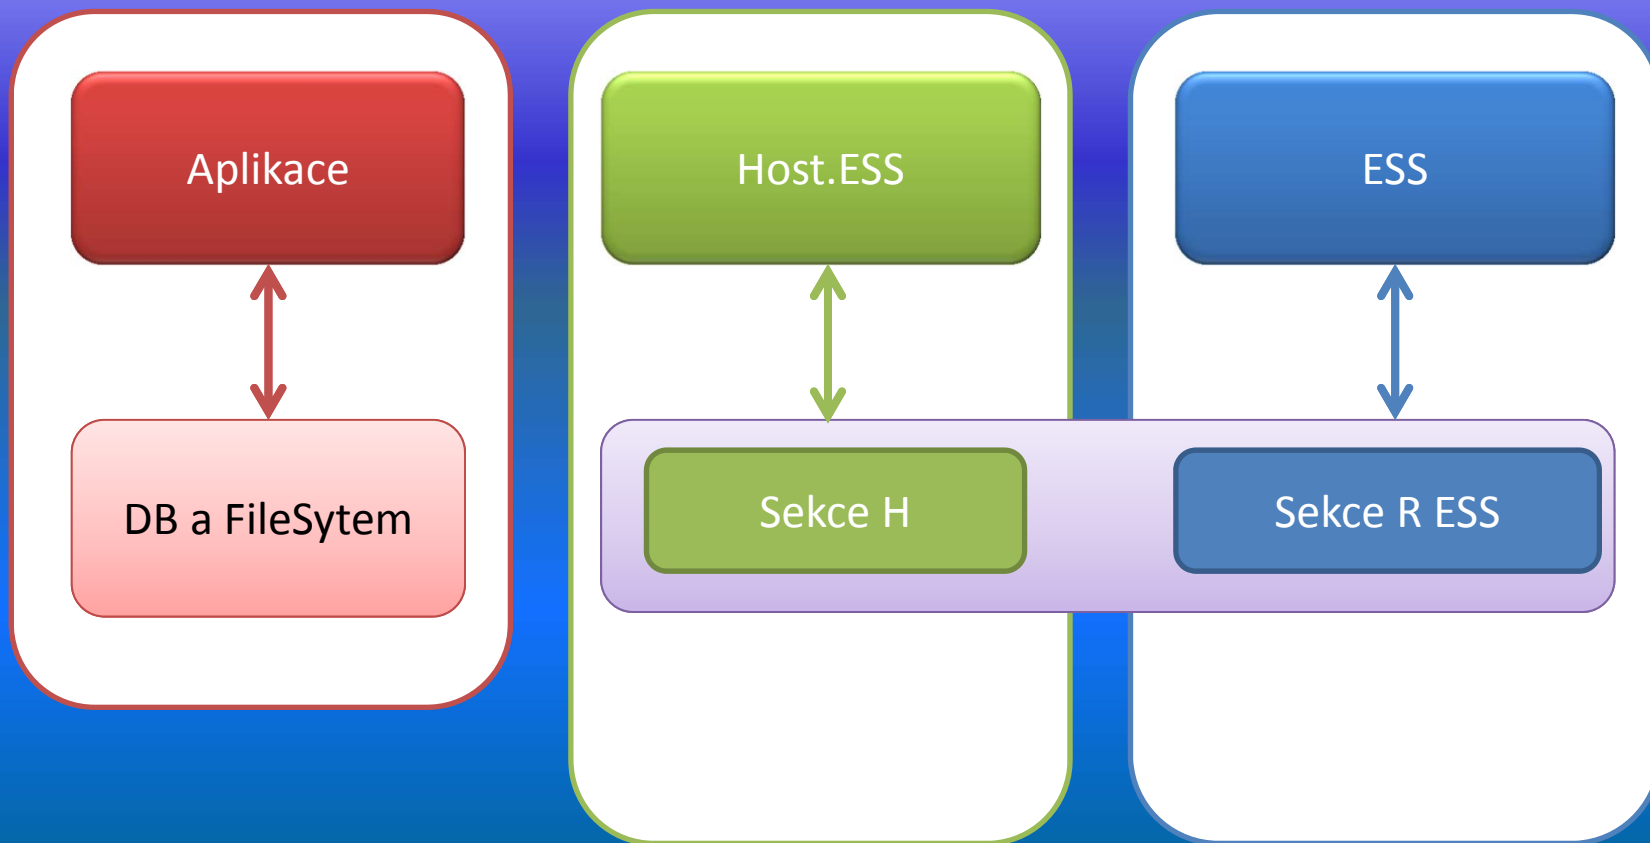 Aplikace
Host.ESS
ESS
DB a FileSytem
Sekce H
Sekce R ESS